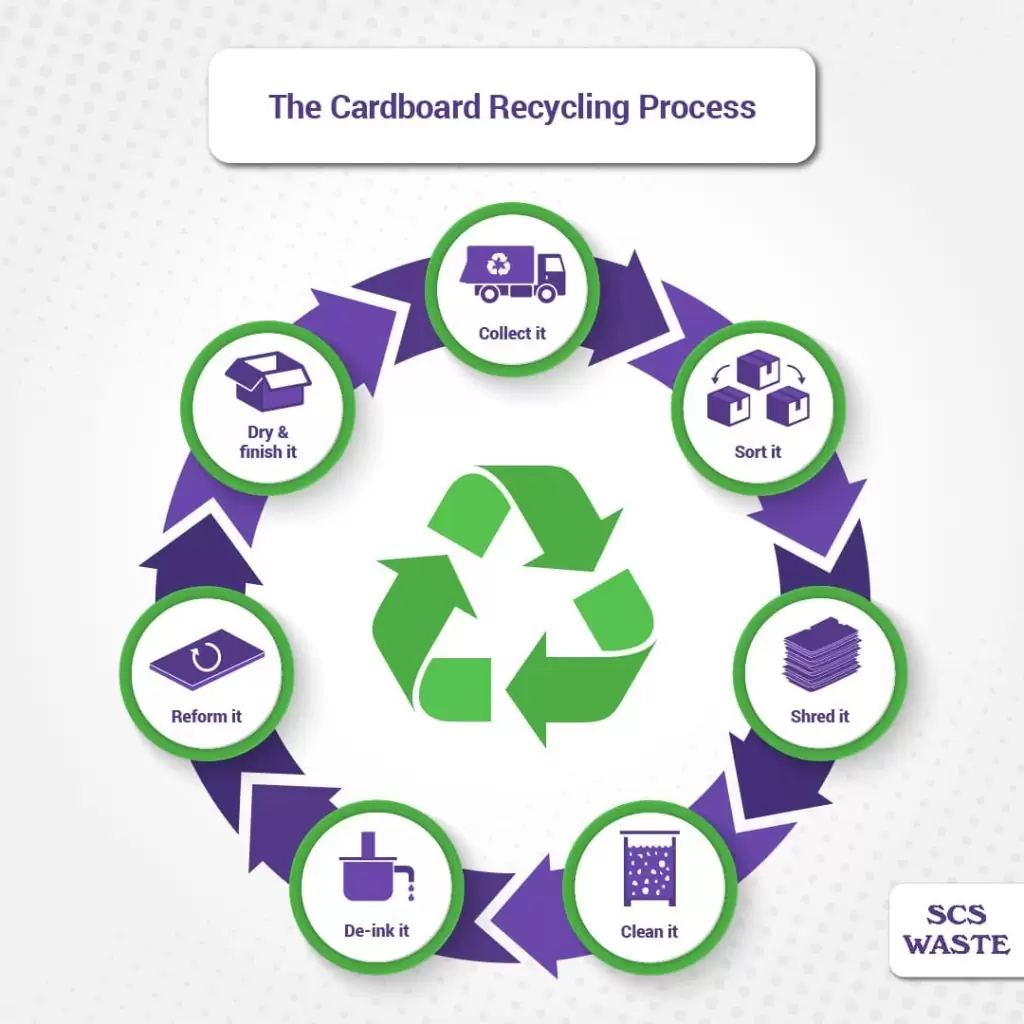 The Cardboard Recycling Process
Collect it
Sort it
Shred it
Clean it
De-ink it
Reform it
Dry &
finish it
SCS
WASTE